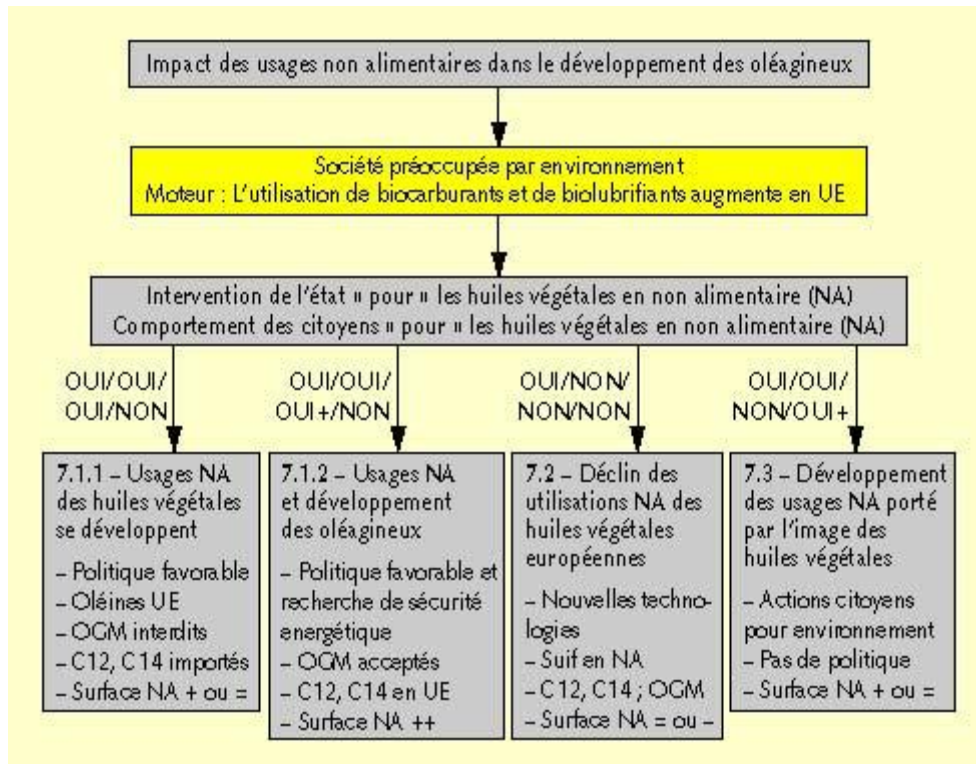 Impact des usages non alimentaires dans le développement des oléagineux
Société préoccupée par environnement
Moteur : L'utilisation de biocarburants et de biolubrifiants augmente en UE
Intervention de l'état « pour » les huiles végétales en non alimentaire (NA)
Comportement des citoyens « pour » les huiles végétales en non alimentaire (NA)
OUI/OUI/
OUI/NON
OUI/OUI/
OUI+/NON
OUI/NON/
NON/NON
OUI/OUI/
NON/OUI+
7.1.1 – Usages NA
des huiles végétales
se développent
– Politique favorable
– Oléines UE
– OGM interdits
– C12, C14 importés
– Surface NA + ou =
7.1.2 – Usages NA
et développement
des oléagineux
– Politique favorable et
recherche de sécurité
énergétique
– OGM acceptés
– C12, C14 en UE
– Surface NA ++
7.2 – Déclin des
utilisations NA des
huiles végétales
européennes
– Nouvelles techno-
logies
– Suif en NA
– C12, C14 ; OGM
– Surface NA = ou –
7.3 – Développement
des usages NA porté
par l'image des
huiles végétales
– Actions citoyens
pour environnement
– Pas de politique
– Surface NA + ou =